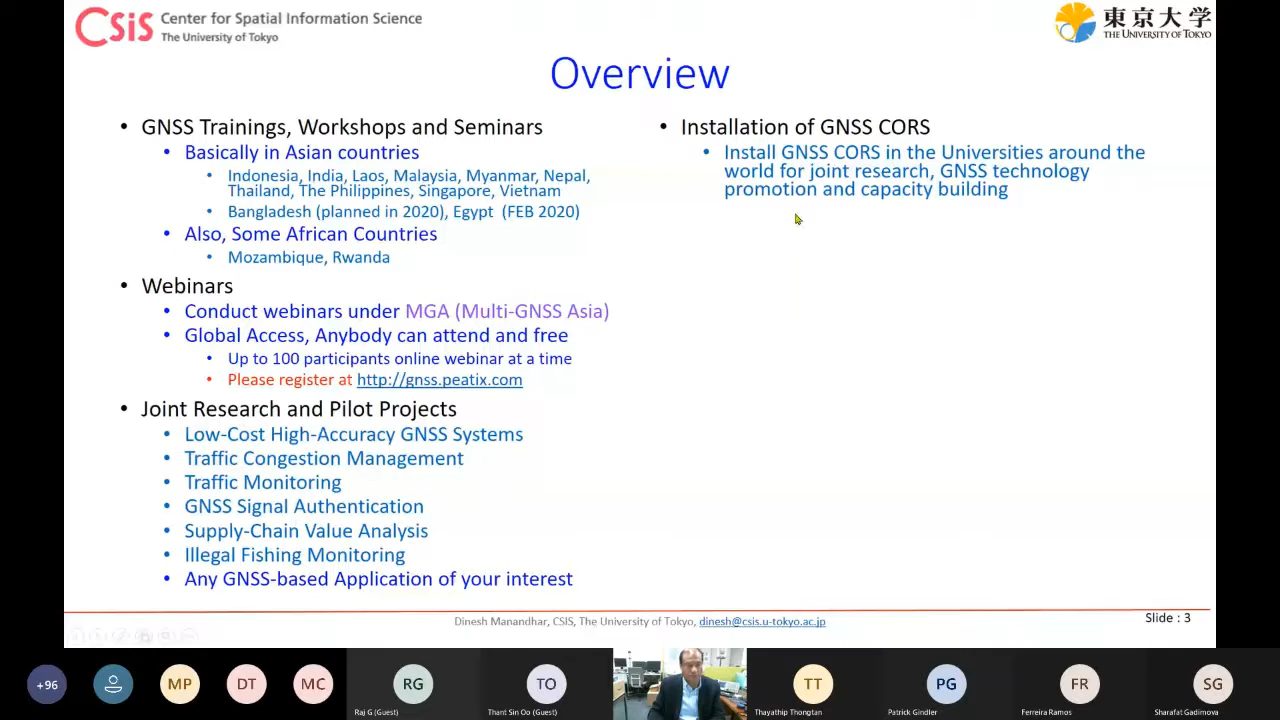 CSiS Center for Spatial Information Science
The University of Tokyo
東京大学
THE UNIVERSITY OF TOKYO
Overview
• GNSS Trainings, Workshops and Seminars
• Basically in Asian countries
• Indonesia, India, Laos, Malaysia, Myanmar, Nepal,
Thailand, The Philippines, Singapore, Vietnam
• Bangladesh (planned in 2020), Egypt (FEB 2020)
• Also, Some African Countries
• Mozambique, Rwanda
• Webinars
• Conduct webinars under MGA (Multi-GNSS Asia)
• Global Access, Anybody can attend and free
• Up to 100 participants online webinar at a time
• Please register at http://gnss.peatix.com
• Joint Research and Pilot Projects
• Low-Cost High-Accuracy GNSS Systems
• Traffic Congestion Management
• Traffic Monitoring
• GNSS Signal Authentication
• Supply-Chain Value Analysis
• Illegal Fishing Monitoring
• Any GNSS-based Application of your interest
• Installation of GNSS CORS
• Install GNSS CORS in the Universities around the
world for joint research, GNSS technology
promotion and capacity building
Dinesh Manandhar, CSIS, The University of Tokyo, dinesh@csis.u-tokyo.ac.jp
Slide : 3
+96
MP
DT
MC
RG
TO
TT
PG
FR
SG
Raj G (Guest)
Thant Sin Oo (Guest)
Thayathip Thongtan
Patrick Gindler
Ferreira Ramos
Sharafat Gadimova